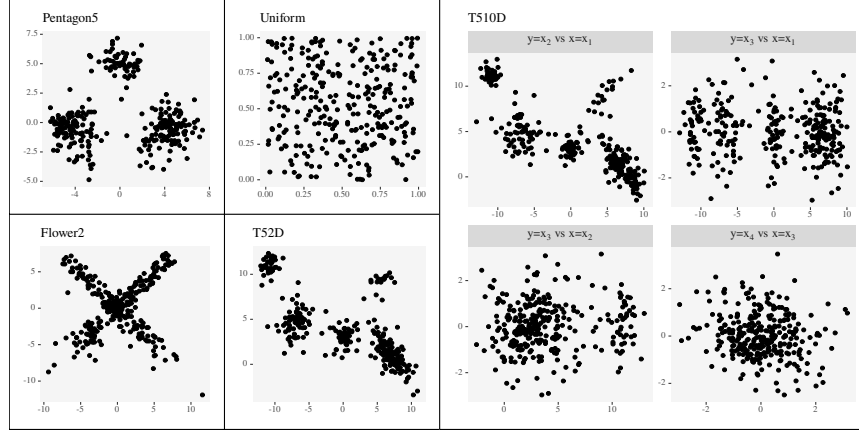 Pentagon5
7.5
5.0
2.5
0.0
-2.5
-5.0
-4 0 4 8
Uniform
1.00
0.75
0.50
0.25
0.00
0.00 0.25 0.50 0.75 1.00
Flower2
5
0
-5
-10
-10 -5 0 5 10
T52D
10
5
0
-10 -5 0 5 10
T510D
y=x₂ vs x=x₁
10
5
0
-10 -5 0 5 10
y=x₃ vs x=x₁
2
0
-2
-10 -5 0 5 10
y=x₃ vs x=x₂
2
0
-2
0 5 10
y=x₄ vs x=x₃
2
0
-2
-2 0 2